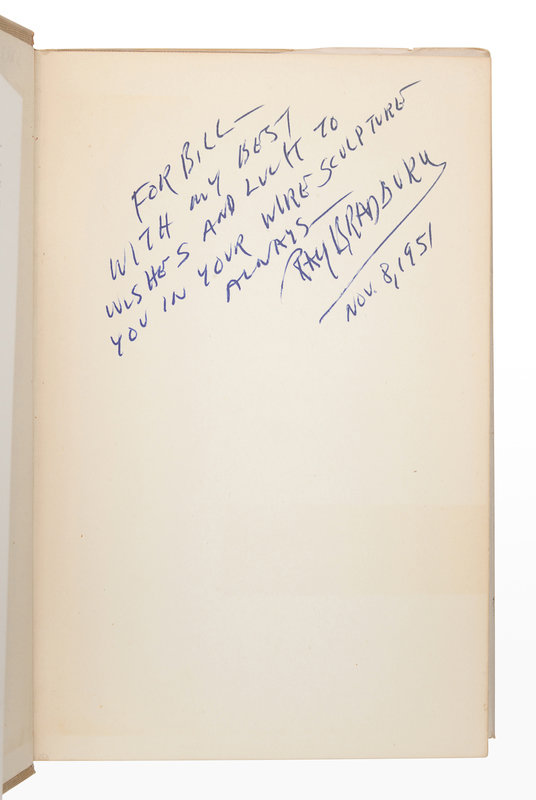 FOR BILL —
WITH MY BEST
WISHES AND LUCK TO
YOU IN YOUR WIRE SCULPTURE
ALWAYS —
RAY BRADBURY
NOV. 8, 1951